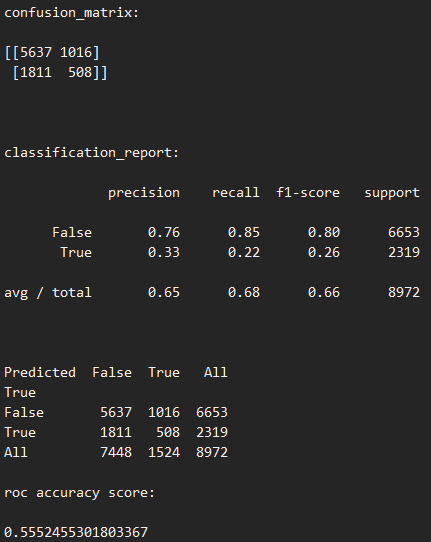 confusion_matrix:
[[5637 1016]
[1811 508]]
classification_report:
precision recall f1-score support
False 0.76 0.85 0.80 6653
True 0.33 0.22 0.26 2319
avg / total 0.65 0.68 0.66 8972
Predicted False True All
True
False 5637 1016 6653
True 1811 508 2319
All 7448 1524 8972
roc accuracy score:
0.5552455301803367